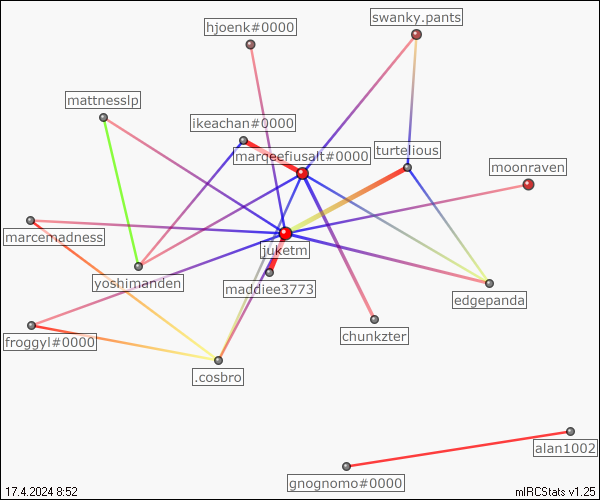 swanky.pants
hjoenk#0000
mattnesslp
ikeachan#0000
turtelious
marqeefiusalt#0000
moonraven
marcemadness
juketm
yoshimanden
maddiee3773
edgepanda
froggyl#0000
chunkzter
.cosbro
alan1002
gnognomo#0000
17.4.2024 8:52
mIRCStats v1.25